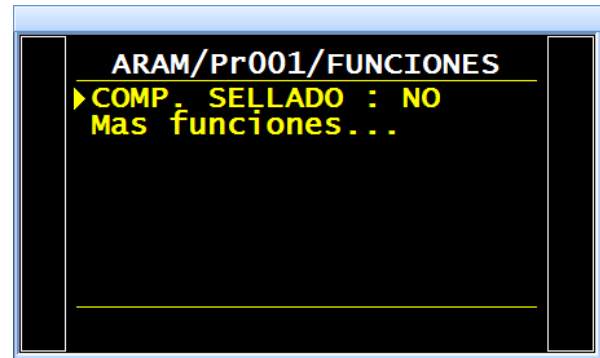 ARAM/Pr001/FUNCIONES
COMP. SELLADO : NO
Mas funciones...